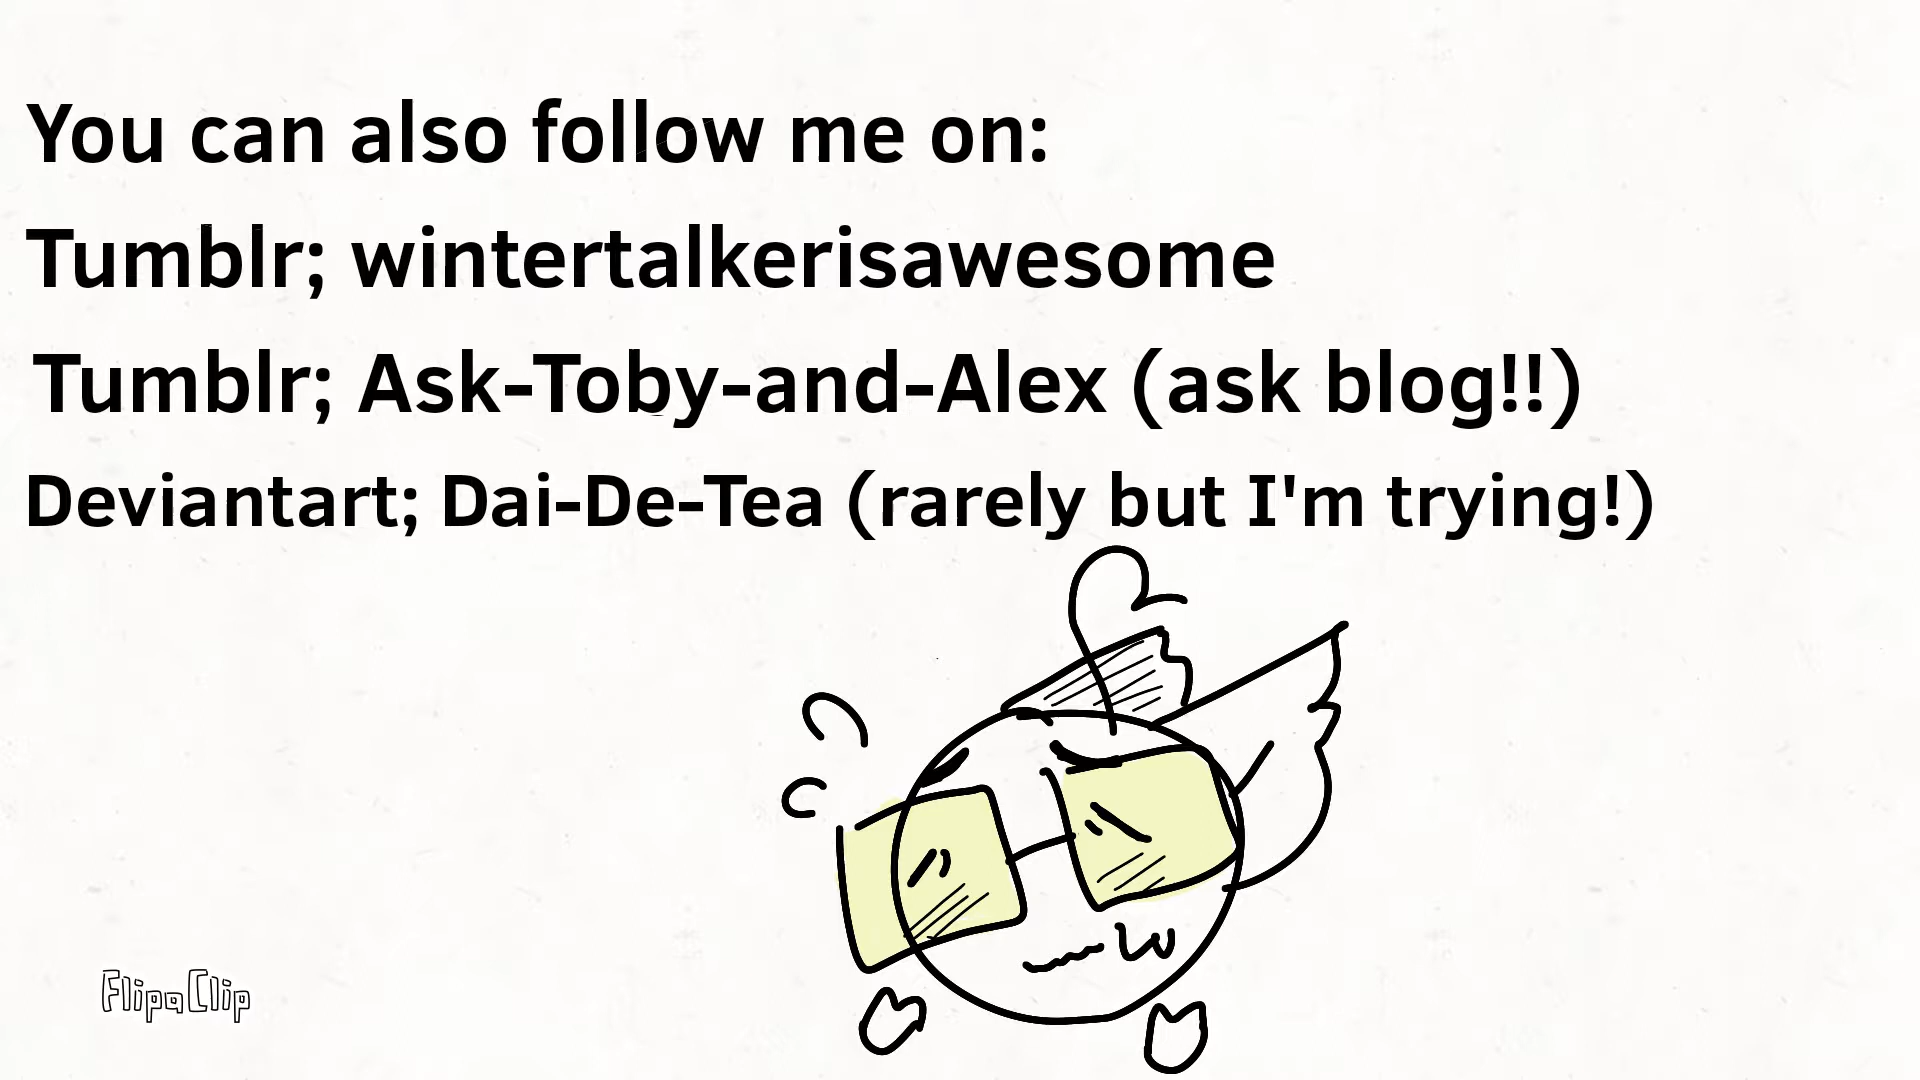 You can also follow me on:
Tumblr; wintertalkerisawesome
Tumblr; Ask-Toby-and-Alex (ask blog!!)
Deviantart; Dai-De-Tea (rarely but I'm trying!)
FlipaClip